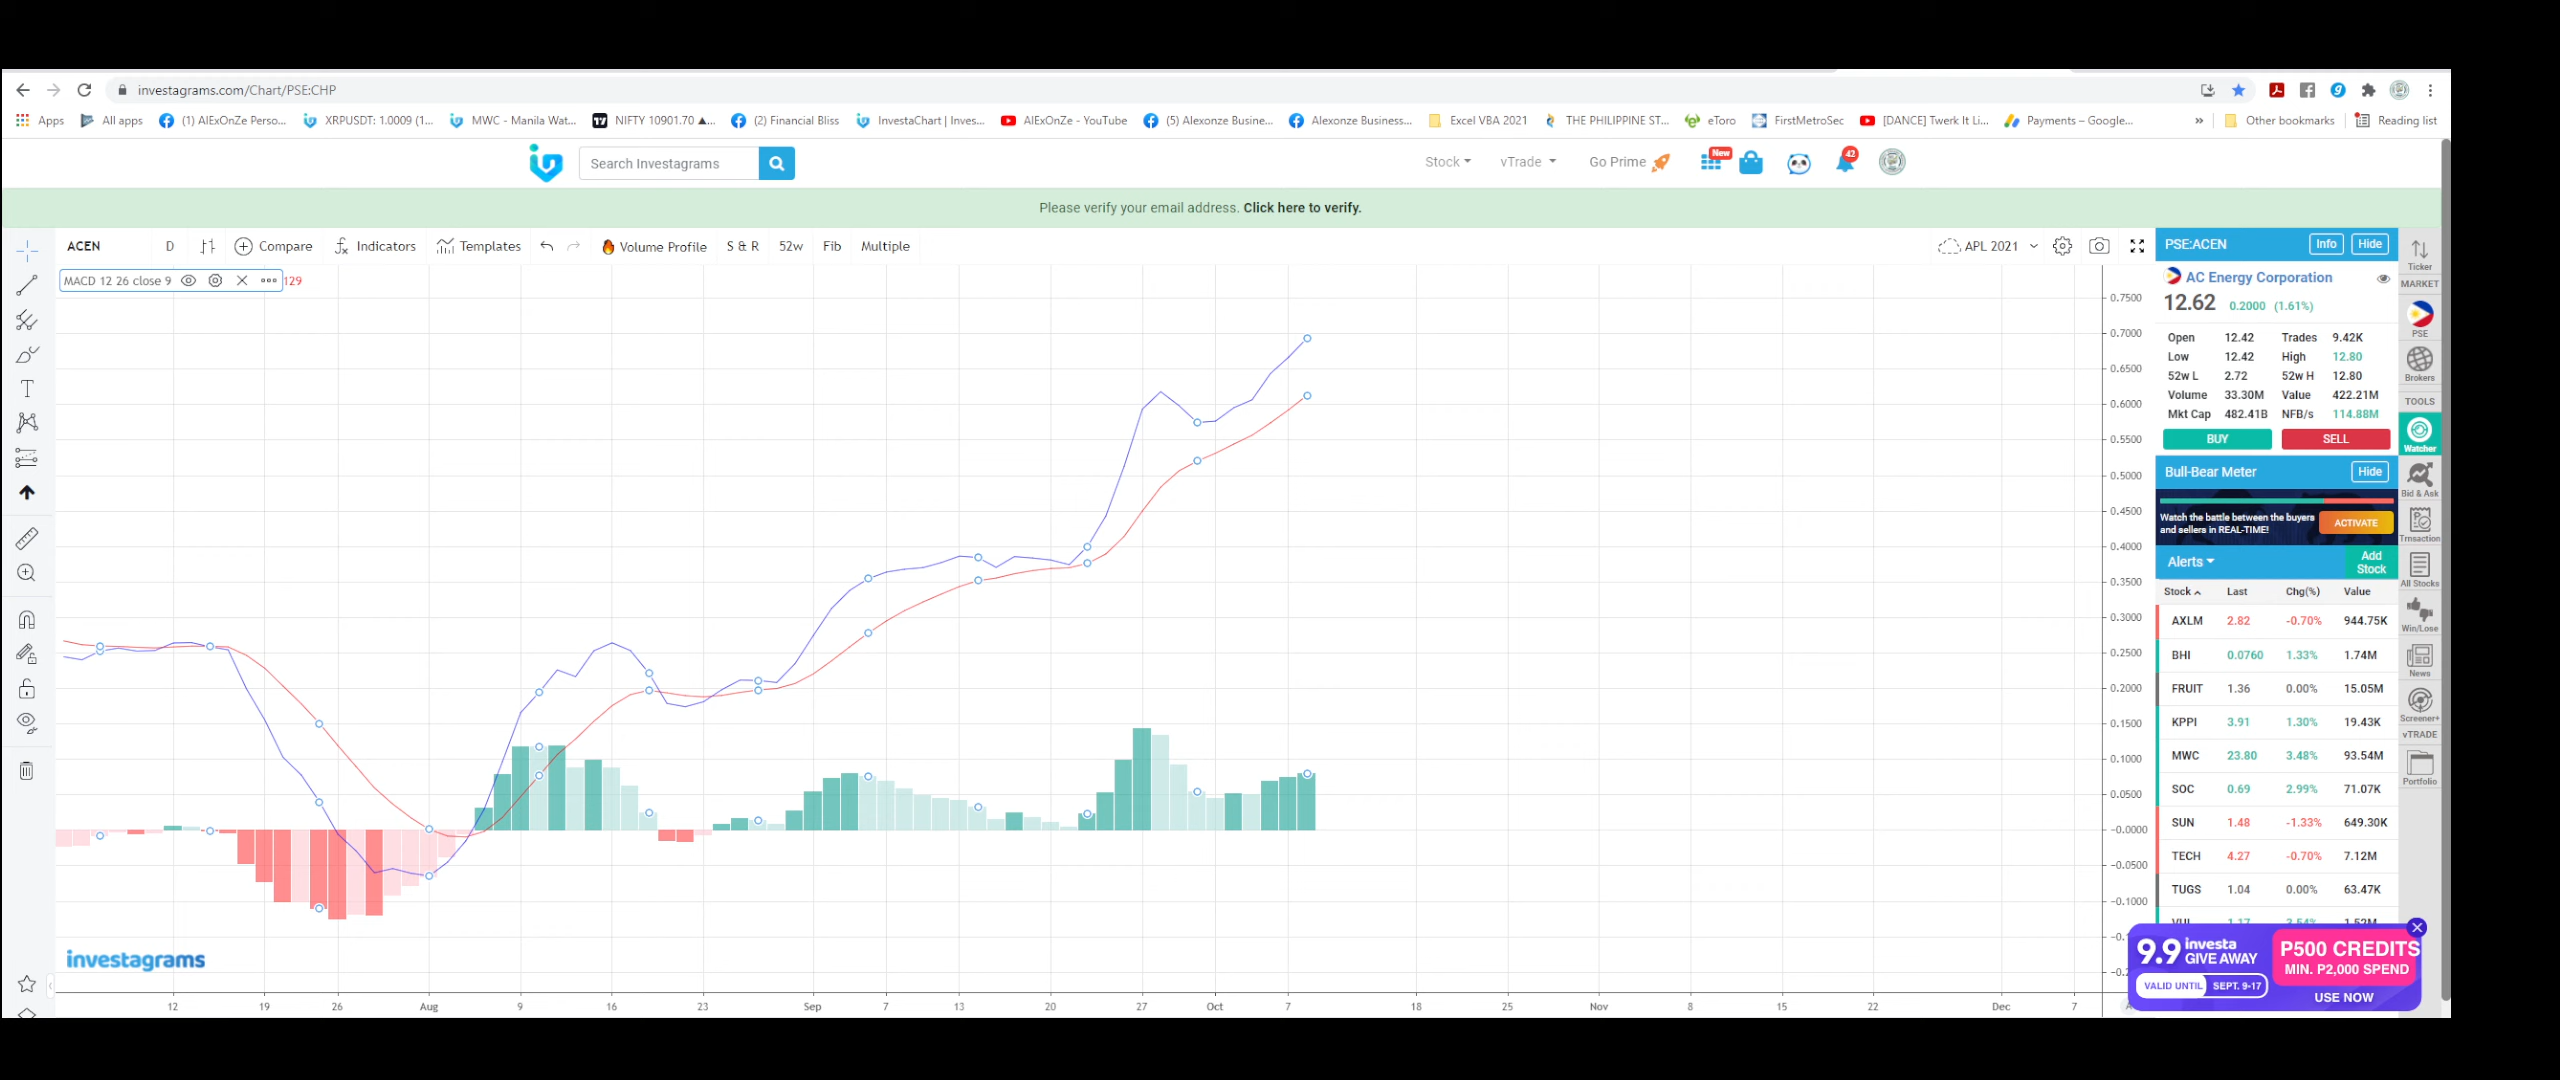 investagrams.com/Chart/PSE:CHP
Apps All apps (1) AlExOnZe Perso... XRPUSDT: 1.0009 (1... MWC - Manila Wat... NIFTY 10901.70 ▲... (2) Financial Bliss InvestaChart | Inves... AlExOnZe - YouTube (5) Alexonze Busine... Alexonze Business... Excel VBA 2021 THE PHILIPPINE ST... eToro FirstMetroSec [DANCE] Twerk It Li... Payments – Google... » Other bookmarks Reading list
Search Investagrams Stock vTrade Go Prime New 42
Please verify your email address. Click here to verify.
ACEN D Compare Indicators Templates Volume Profile S & R 52w Fib Multiple APL 2021
MACD 12 26 close 9 129
0.7500
0.7000
0.6500
0.6000
0.5500
0.5000
0.4500
0.4000
0.3500
0.3000
0.2500
0.2000
0.1500
0.1000
0.0500
-0.0000
-0.0500
-0.1000
investagrams
12 19 26 Aug 9 16 23 Sep 7 13 20 27 Oct 7 18 25 Nov 8 15 22 Dec 7
PSE:ACEN Info Hide
AC Energy Corporation
12.62 0.2000 (1.61%)
Open 12.42 Trades 9.42K
Low 12.42 High 12.80
52w L 2.72 52w H 12.80
Volume 33.30M Value 422.21M
Mkt Cap 482.41B NFB/s 114.88M
BUY SELL
Bull-Bear Meter Hide
Watch the battle between the buyers
and sellers in REAL-TIME!
ACTIVATE
Alerts Add
Stock
Stock Last Chg(%) Value
AXLM 2.82 -0.70% 944.75K
BHI 0.0760 1.33% 1.74M
FRUIT 1.36 0.00% 15.05M
KPPI 3.91 1.30% 19.43K
MWC 23.80 3.48% 93.54M
SOC 0.69 2.99% 71.07K
SUN 1.48 -1.33% 649.30K
TECH 4.27 -0.70% 7.12M
TUGS 1.04 0.00% 63.47K
9.9 investa
GIVE AWAY
VALID UNTIL SEPT. 9-17
P500 CREDITS
MIN. P2,000 SPEND
USE NOW
Ticker
MARKET
PSE
Brokers
TOOLS
Watcher
Bid & Ask
Trnsaction
All Stocks
Win/Lose
News
Screener+
vTRADE
Portfolio